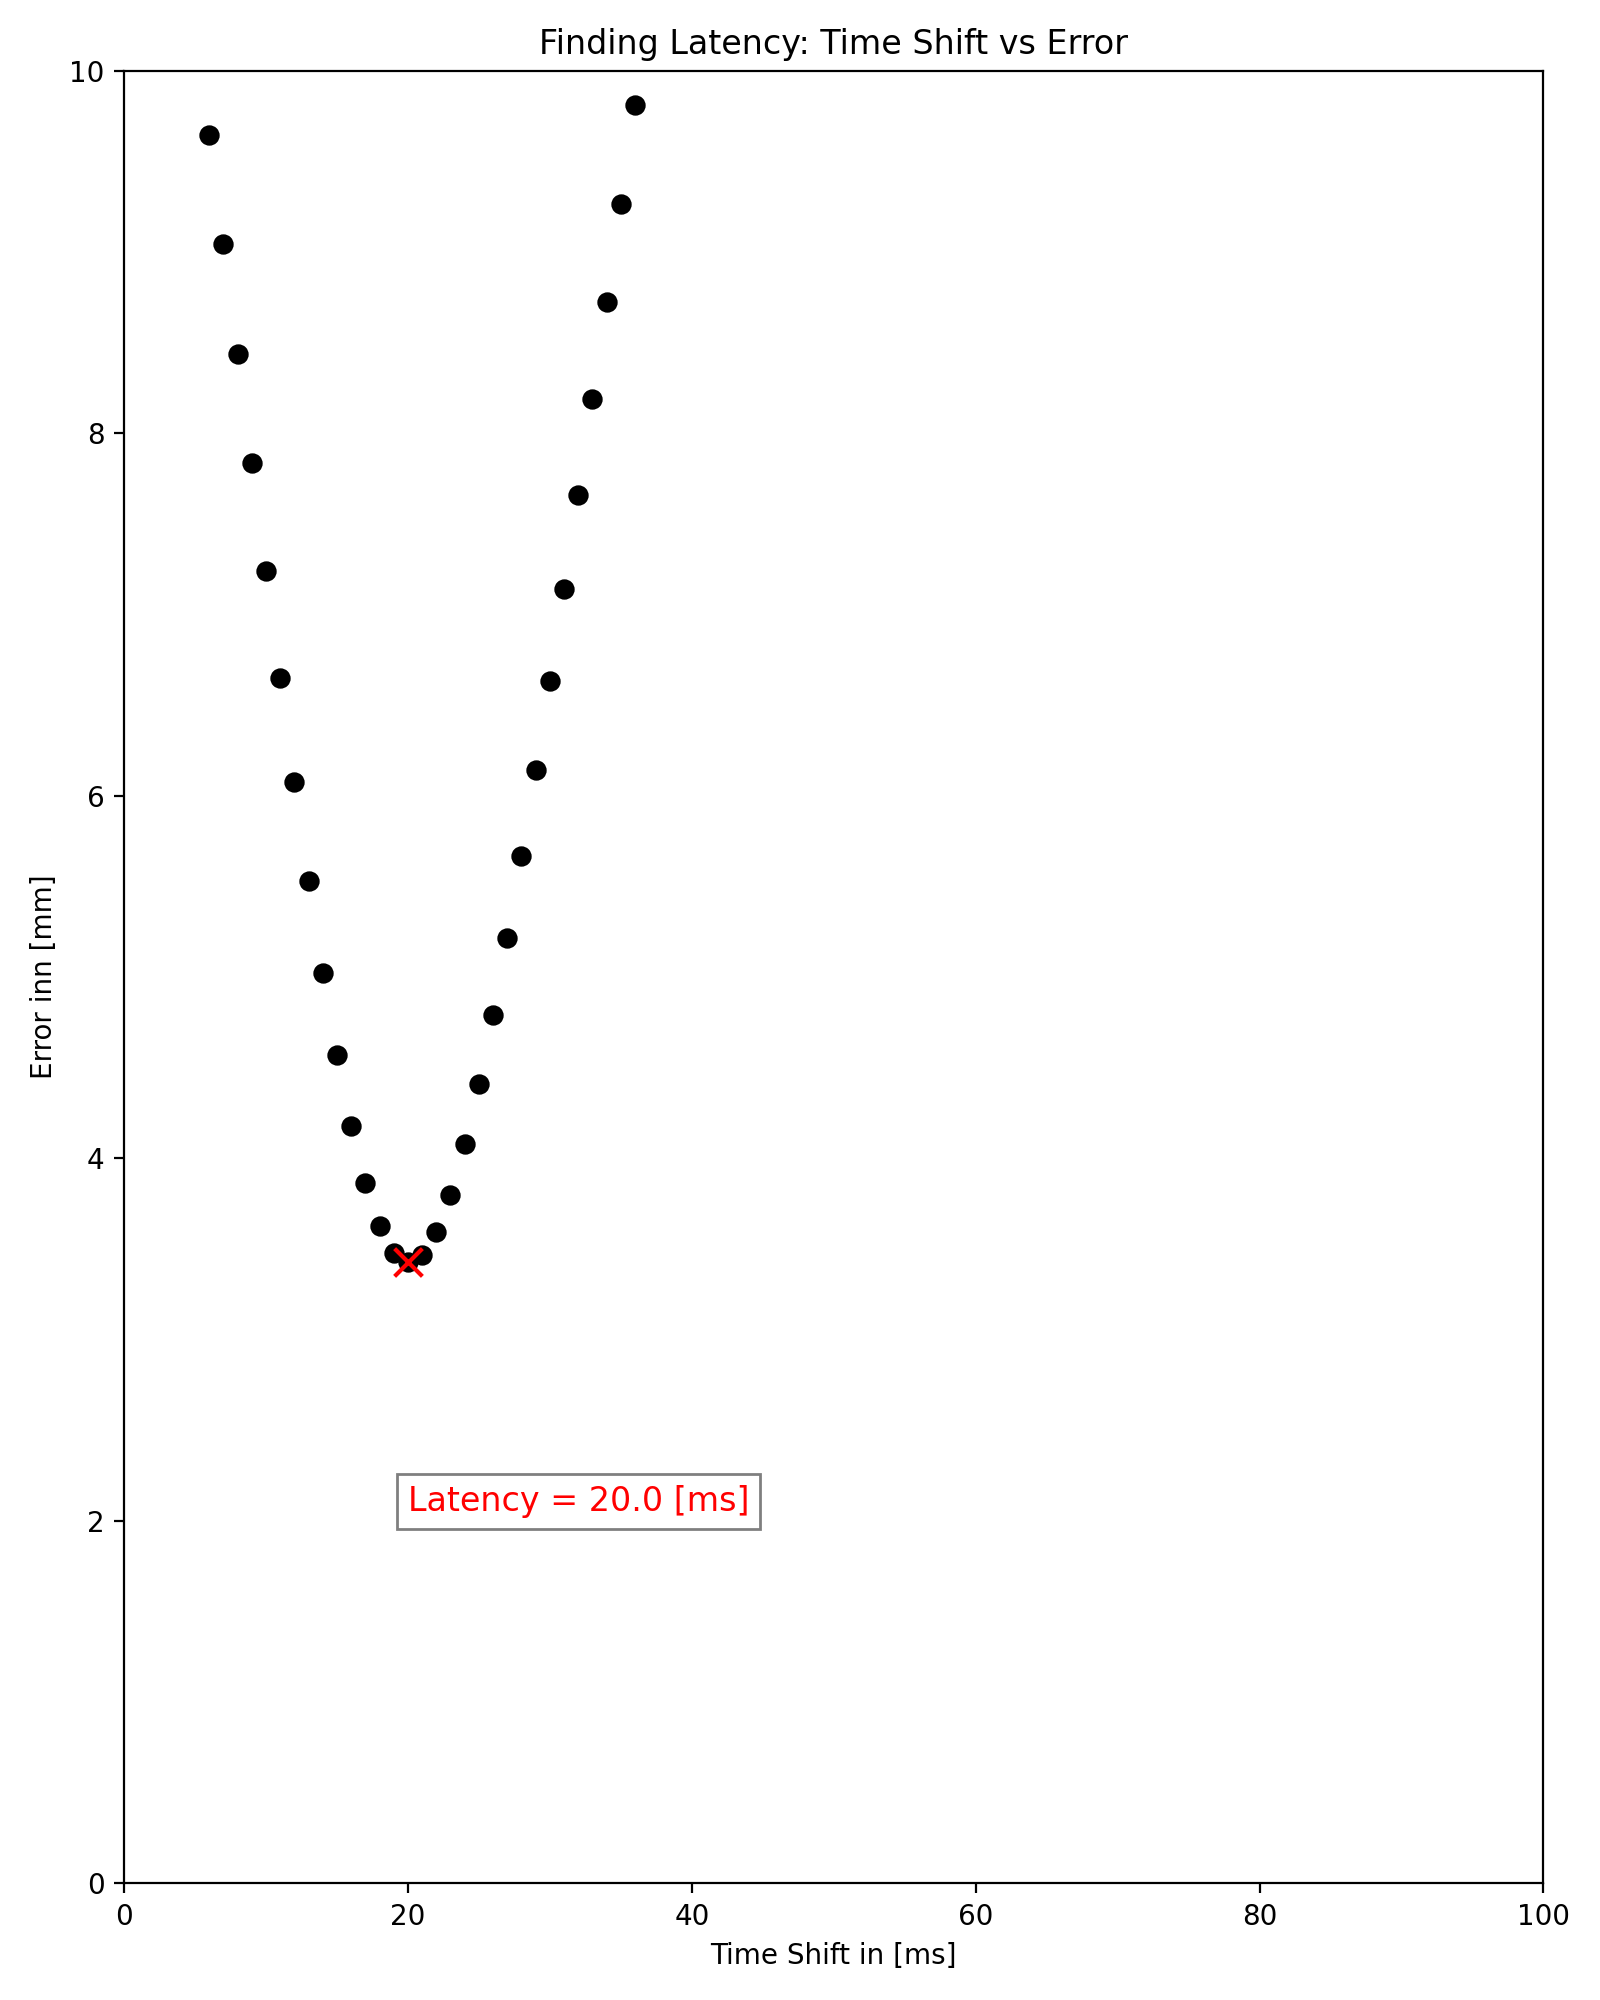 Finding Latency: Time Shift vs Error
10
8
6
4
2
0
Error inn [mm]
Latency = 20.0 [ms]
0 20 40 60 80 100
Time Shift in [ms]